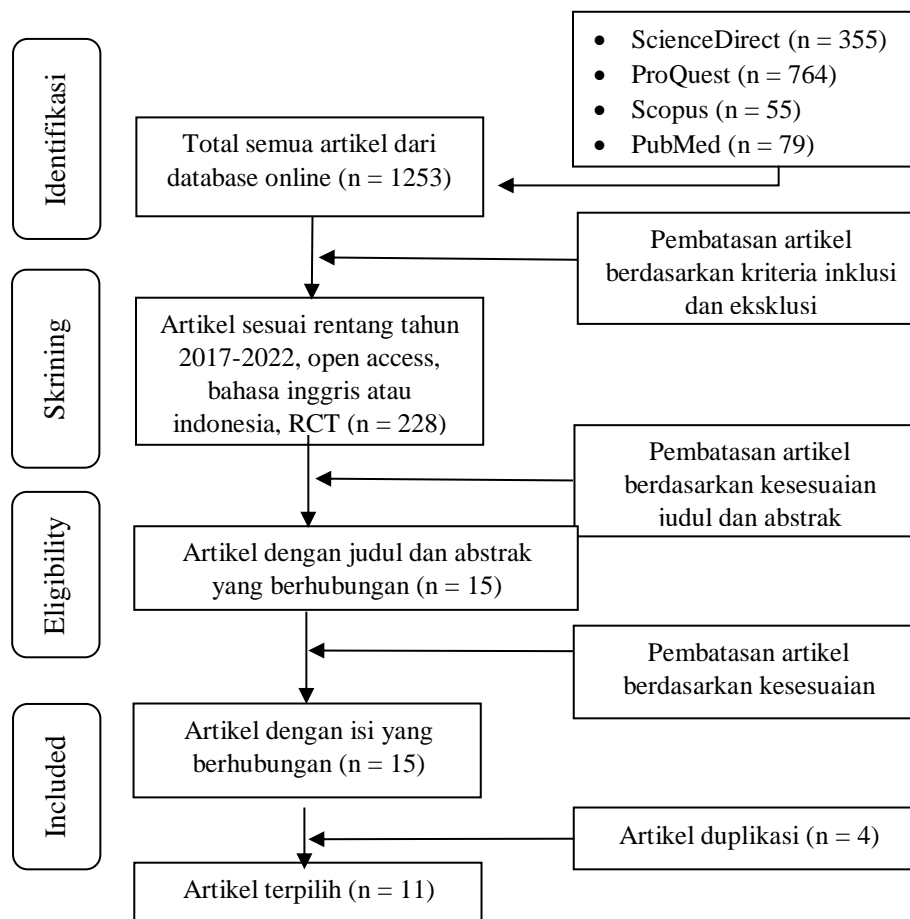 Identifikasi
• ScienceDirect (n = 355)
• ProQuest (n = 764)
• Scopus (n = 55)
• PubMed (n = 79)
Total semua artikel dari
database online (n = 1253)
Pembatasan artikel
berdasarkan kriteria inklusi
dan eksklusi
Skrining
Artikel sesuai rentang tahun
2017-2022, open access,
bahasa inggris atau
indonesia, RCT (n = 228)
Pembatasan artikel
berdasarkan kesesuaian
judul dan abstrak
Eligibility
Artikel dengan judul dan abstrak
yang berhubungan (n = 15)
Pembatasan artikel
berdasarkan kesesuaian
Included
Artikel dengan isi yang
berhubungan (n = 15)
Artikel duplikasi (n = 4)
Artikel terpilih (n = 11)